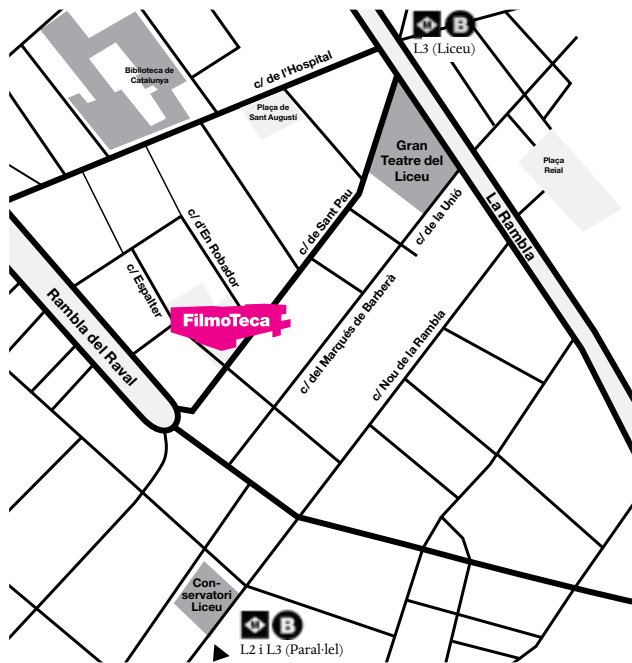 M B
L3 (Liceu)
Biblioteca de
Catalunya
c/ de l'Hospital
Plaça de
Sant Augustí
Gran
Teatre del
Liceu
Plaça
Reial
La Rambla
c/ de la Unió
c/ de Sant Pau
c/ d'En Robador
c/ Espalter
FilmoTeca
Rambla del Raval
c/ del Marqués de Barberà
c/ Nou de la Rambla
Con-
servatori
Liceu
M B
L2 i L3 (Paral·lel)